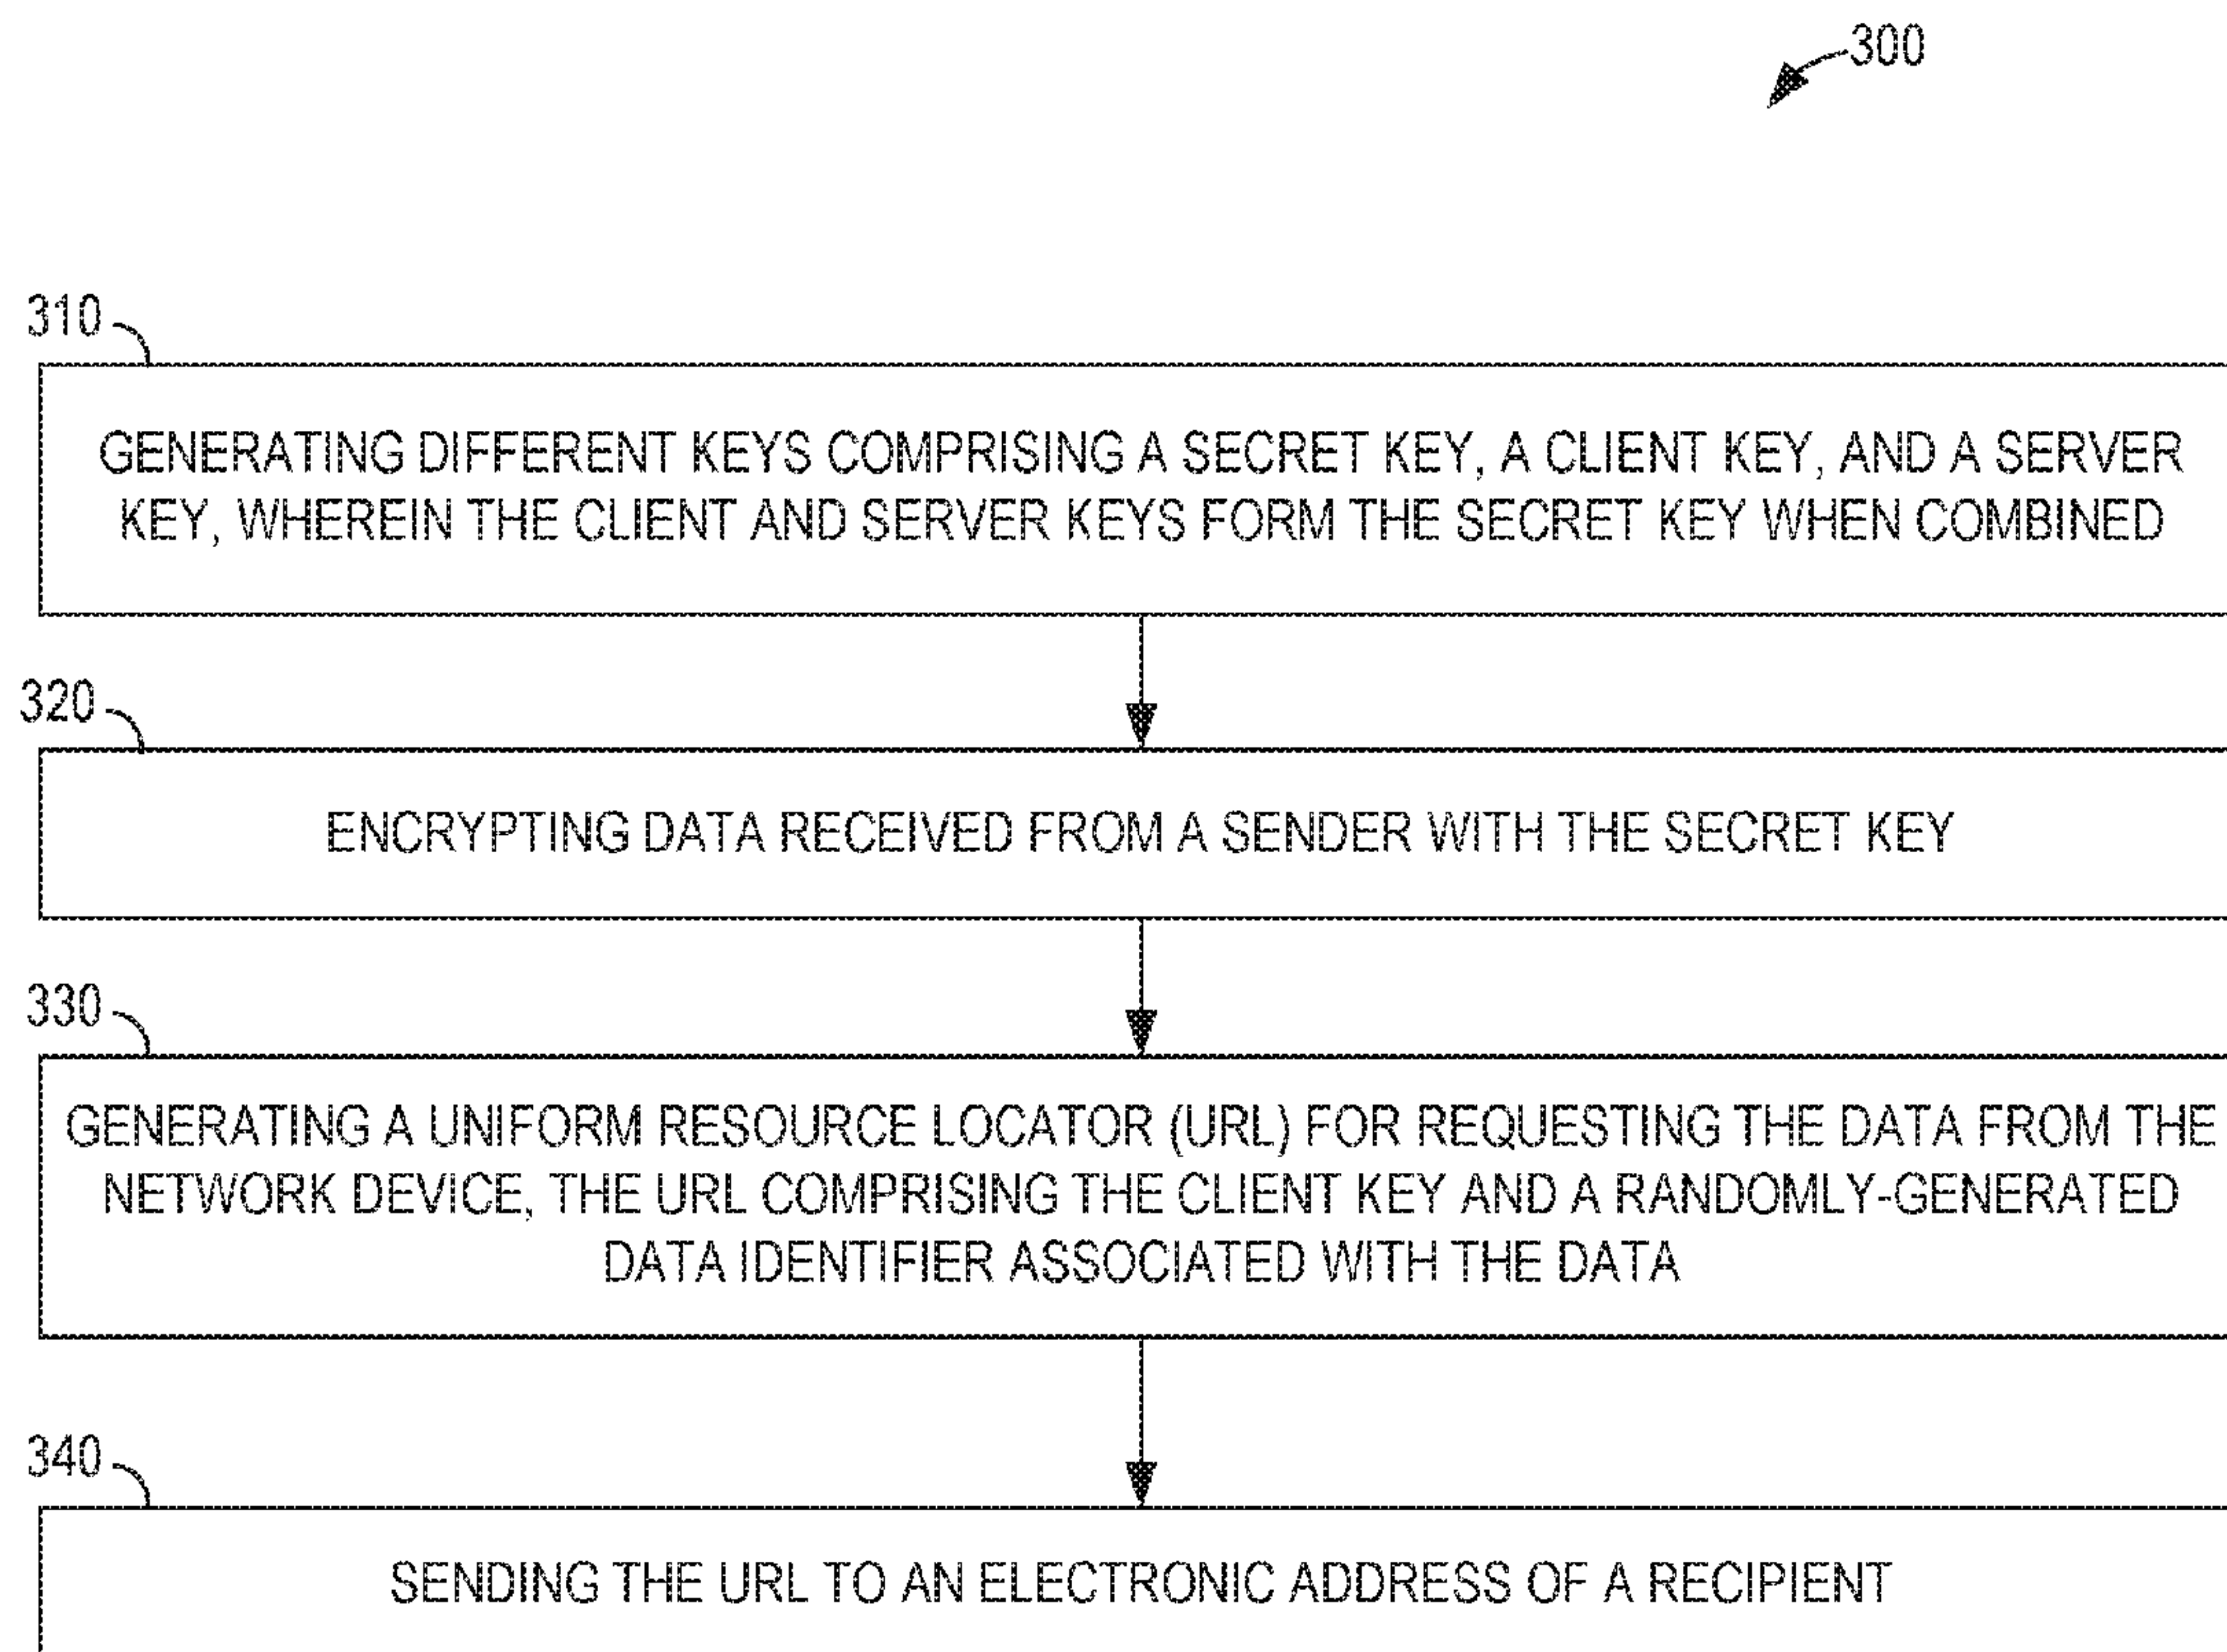 300
310
GENERATING DIFFERENT KEYS COMPRISING A SECRET KEY, A CLIENT KEY, AND A SERVER
KEY, WHEREIN THE CLIENT AND SERVER KEYS FORM THE SECRET KEY WHEN COMBINED
320
ENCRYPTING DATA RECEIVED FROM A SENDER WITH THE SECRET KEY
330
GENERATING A UNIFORM RESOURCE LOCATOR (URL) FOR REQUESTING THE DATA FROM THE
NETWORK DEVICE, THE URL COMPRISING THE CLIENT KEY AND A RANDOMLY-GENERATED
DATA IDENTIFIER ASSOCIATED WITH THE DATA
340
SENDING THE URL TO AN ELECTRONIC ADDRESS OF A RECIPIENT